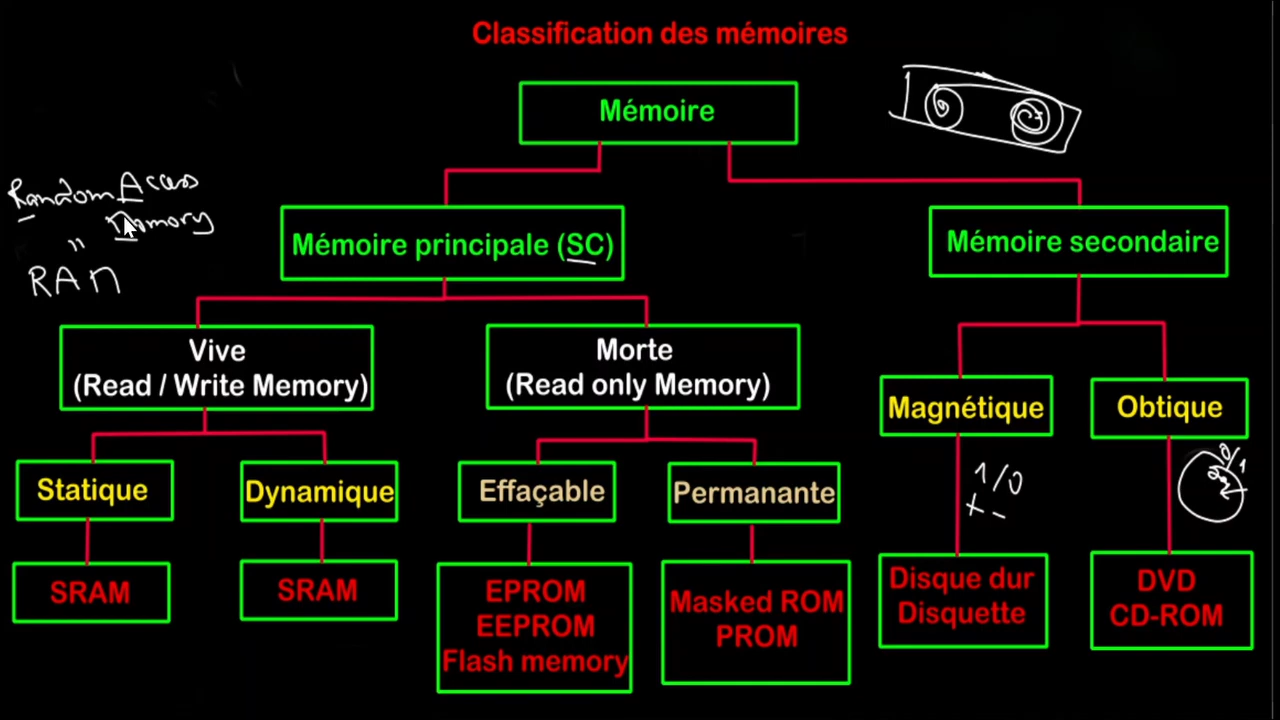 Classification des mémoires
Mémoire
Random Access
Memory
"
RAM
Mémoire principale (SC)
Mémoire secondaire
Vive
(Read / Write Memory)
Morte
(Read only Memory)
Magnétique
Obtique
Statique
Dynamique
Effaçable
Permanante
1/0
+ -
0/1
SRAM
SRAM
EPROM
EEPROM
Flash memory
Masked ROM
PROM
Disque dur
Disquette
DVD
CD-ROM